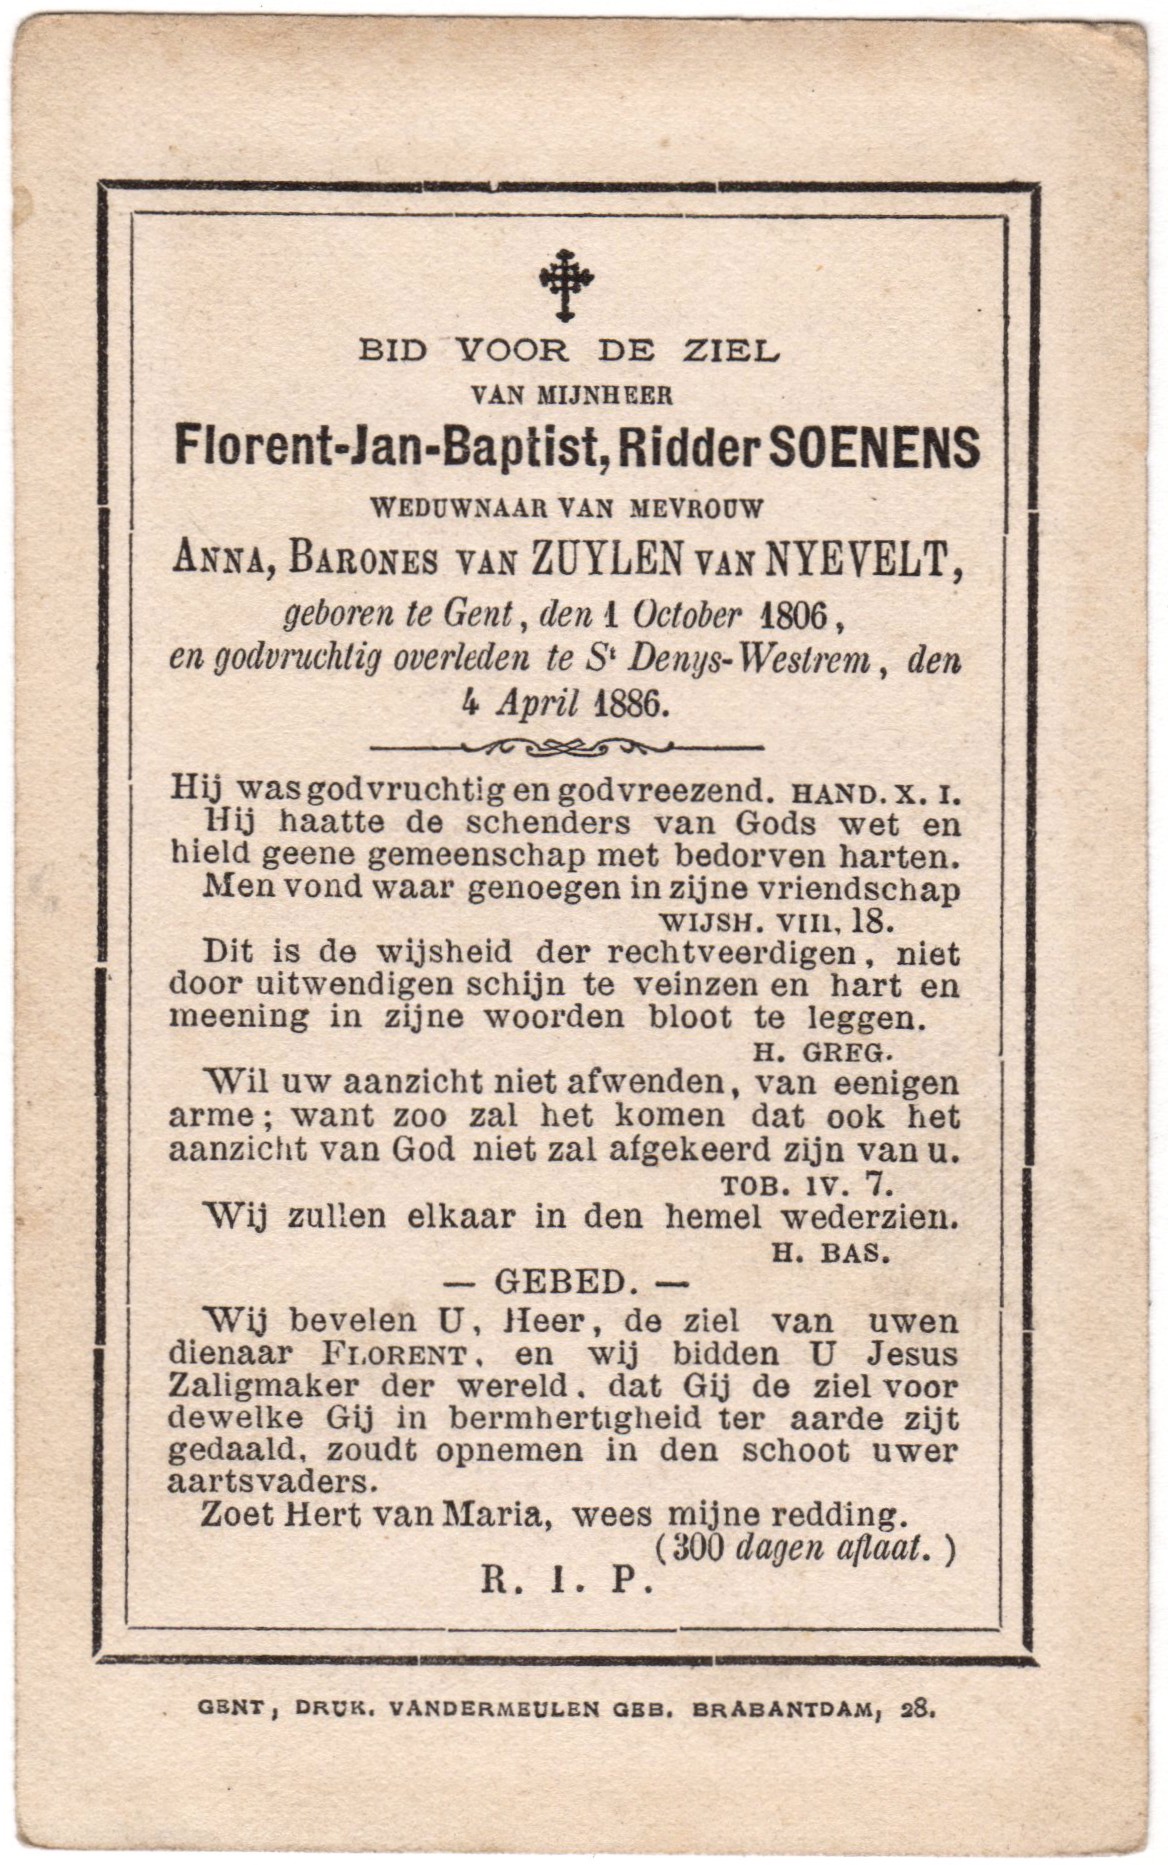 BID VOOR DE ZIEL
VAN MIJNHEER
Florent-Jan-Baptist, Ridder SOENENS
WEDUWNAAR VAN MEVROUW
ANNA, BARONES VAN ZUYLEN VAN NYEVELT,
geboren te Gent, den 1 October 1806,
en godvruchtig overleden te St Denys-Westrem, den
4 April 1886.
Hij was godvruchtig en godvreezend. HAND. X. I.
Hij haatte de schenders van Gods wet en
hield geene gemeenschap met bedorven harten.
Men vond waar genoegen in zijne vriendschap
WIJSH. VIII, 18.
Dit is de wijsheid der rechtveerdigen, niet
door uitwendigen schijn te veinzen en hart en
meening in zijne woorden bloot te leggen.
H. GREG.
Wil uw aanzicht niet afwenden, van eenigen
arme; want zoo zal het komen dat ook het
aanzicht van God niet zal afgekeerd zijn van u.
TOB. IV. 7.
Wij zullen elkaar in den hemel wederzien.
H. BAS.
— GEBED. —
Wij bevelen U, Heer, de ziel van uwen
dienaar FLORENT, en wij bidden U Jesus
Zaligmaker der wereld, dat Gij de ziel voor
dewelke Gij in bermhertigheid ter aarde zijt
gedaald, zoudt opnemen in den schoot uwer
aartsvaders.
Zoet Hert van Maria, wees mijne redding.
(300 dagen aflaat.)
R. I. P.
GENT, DRUK. VANDERMEULEN GEB. BRABANTDAM, 28.